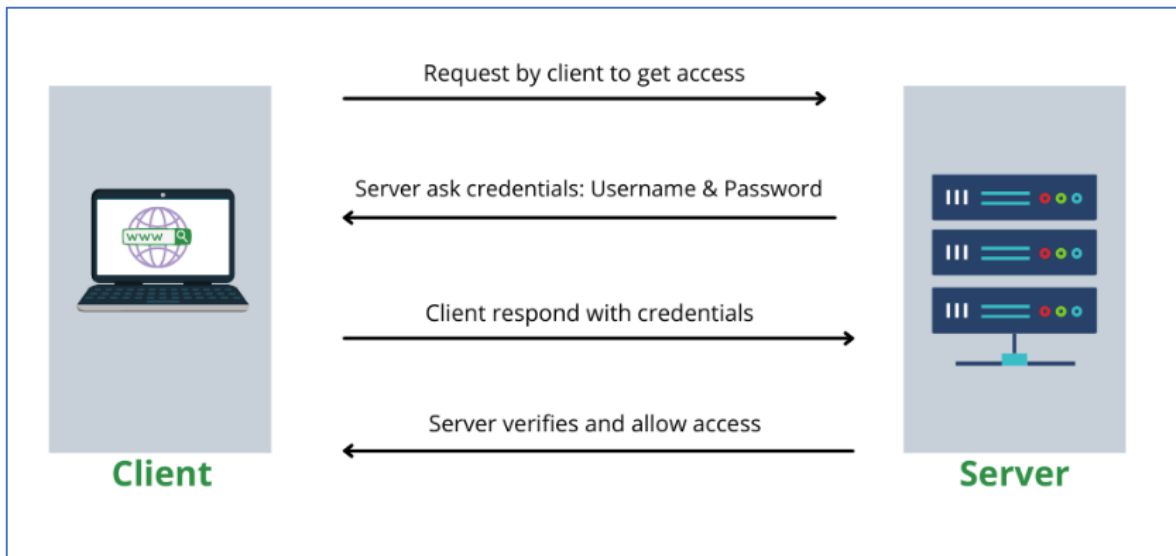 Request by client to get access
Server ask credentials: Username & Password
www
Client respond with credentials
Server verifies and allow access
Client
Server